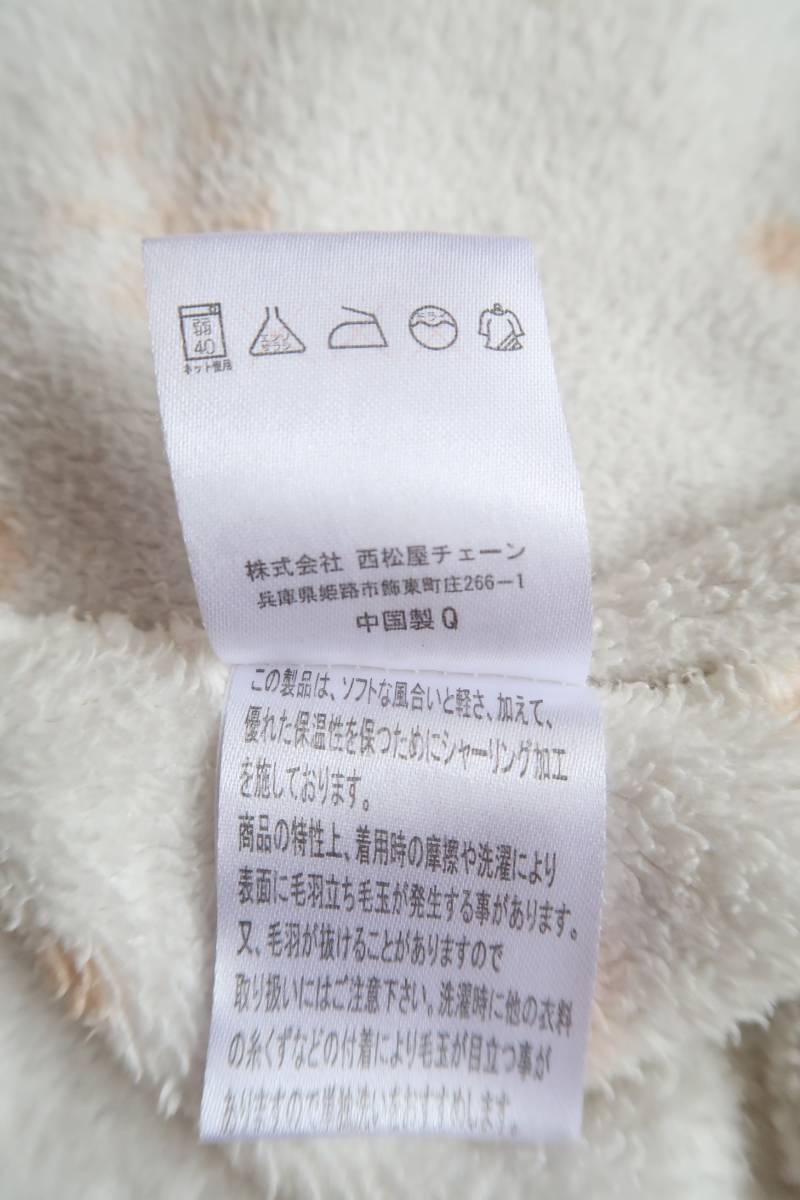 弱
40
ネット使用
エンソ
サラシ
ドライ
株式会社 西松屋チェーン
兵庫県姫路市飾東町庄266-1
中国製 Q
この製品は、ソフトな風合いと軽さ、加えて、
優れた保温性を保つためにシャーリング加工
を施しております。
商品の特性上、着用時の摩擦や洗濯により
表面に毛羽立ち毛玉が発生する事があります。
又、毛羽が抜けることがありますので
取り扱いにはご注意下さい。洗濯時に他の衣料
の糸くずなどの付着により毛玉が目立つ事が
ありますので単独洗いをおすすめします。